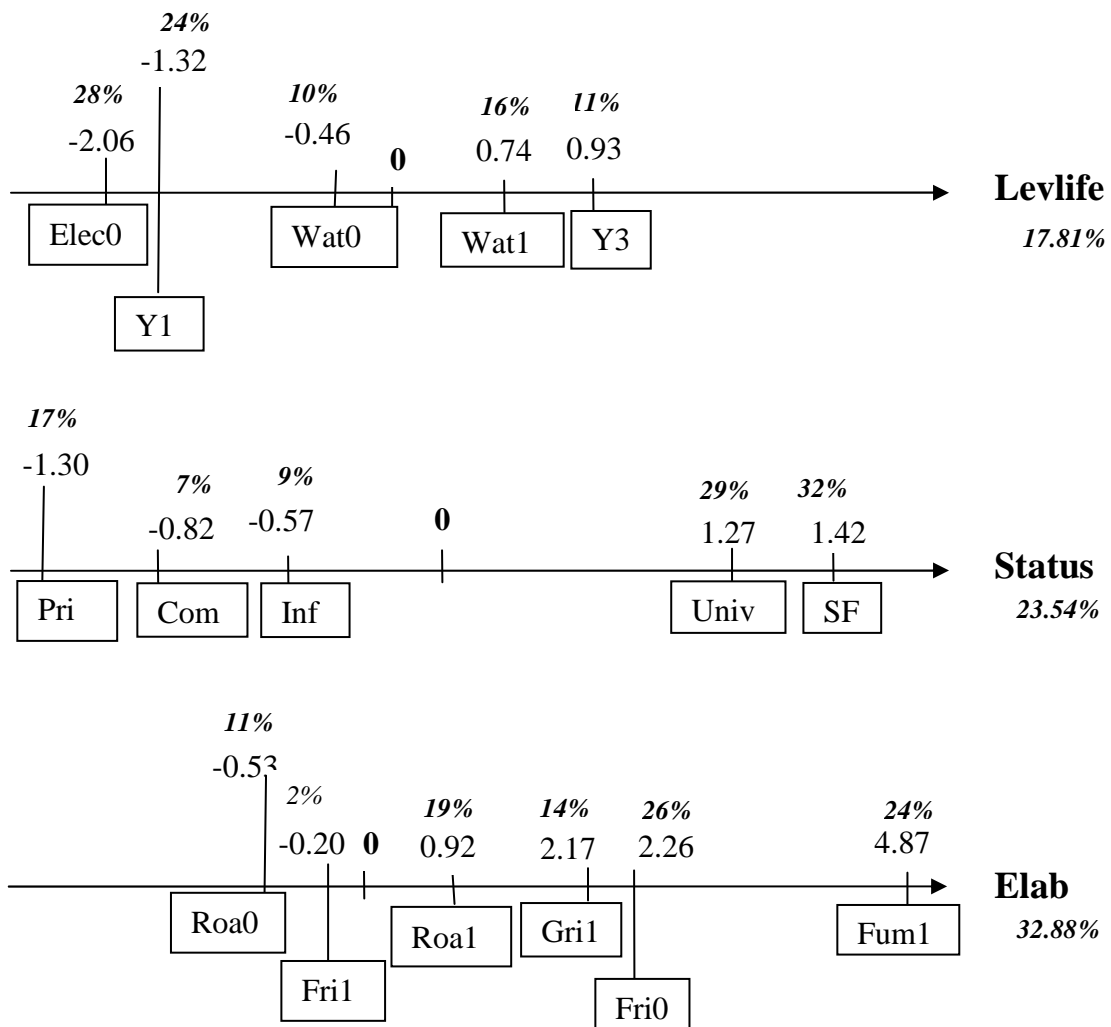 24%
-1.32
28%
-2.06
10%
-0.46
0
16%
0.74
11%
0.93
Levlife
17.81%
Elec0
Wat0
Wat1
Y3
Y1
17%
-1.30
7%
-0.82
9%
-0.57
0
29%
1.27
32%
1.42
Status
23.54%
Pri
Com
Inf
Univ
SF
11%
-0.53
2%
-0.20
0
19%
0.92
14%
2.17
26%
2.26
24%
4.87
Elab
32.88%
Roa0
Roa1
Gri1
Fum1
Fri1
Fri0